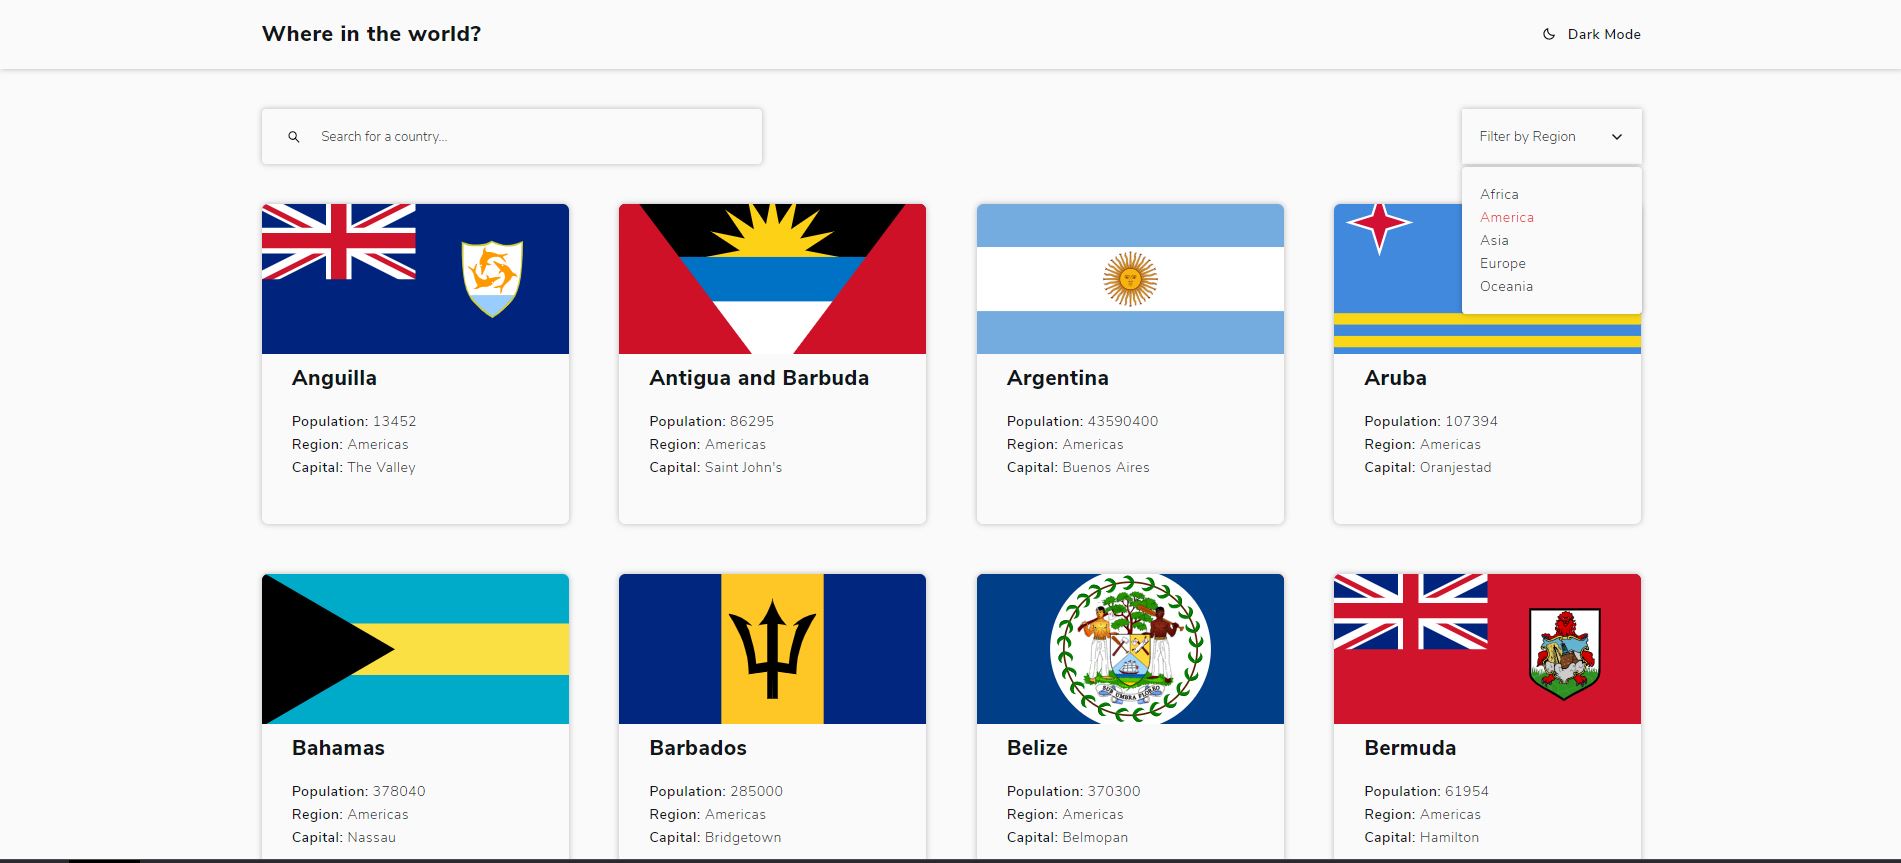 Where in the world?
Dark Mode
Search for a country...
Filter by Region
Africa
America
Asia
Europe
Oceania
Anguilla
Population: 13452
Region: Americas
Capital: The Valley
Antigua and Barbuda
Population: 86295
Region: Americas
Capital: Saint John's
Argentina
Population: 43590400
Region: Americas
Capital: Buenos Aires
Aruba
Population: 107394
Region: Americas
Capital: Oranjestad
Bahamas
Population: 378040
Region: Americas
Capital: Nassau
Barbados
Population: 285000
Region: Americas
Capital: Bridgetown
SUB UMBRA FLOREO
Belize
Population: 370300
Region: Americas
Capital: Belmopan
Bermuda
Population: 61954
Region: Americas
Capital: Hamilton